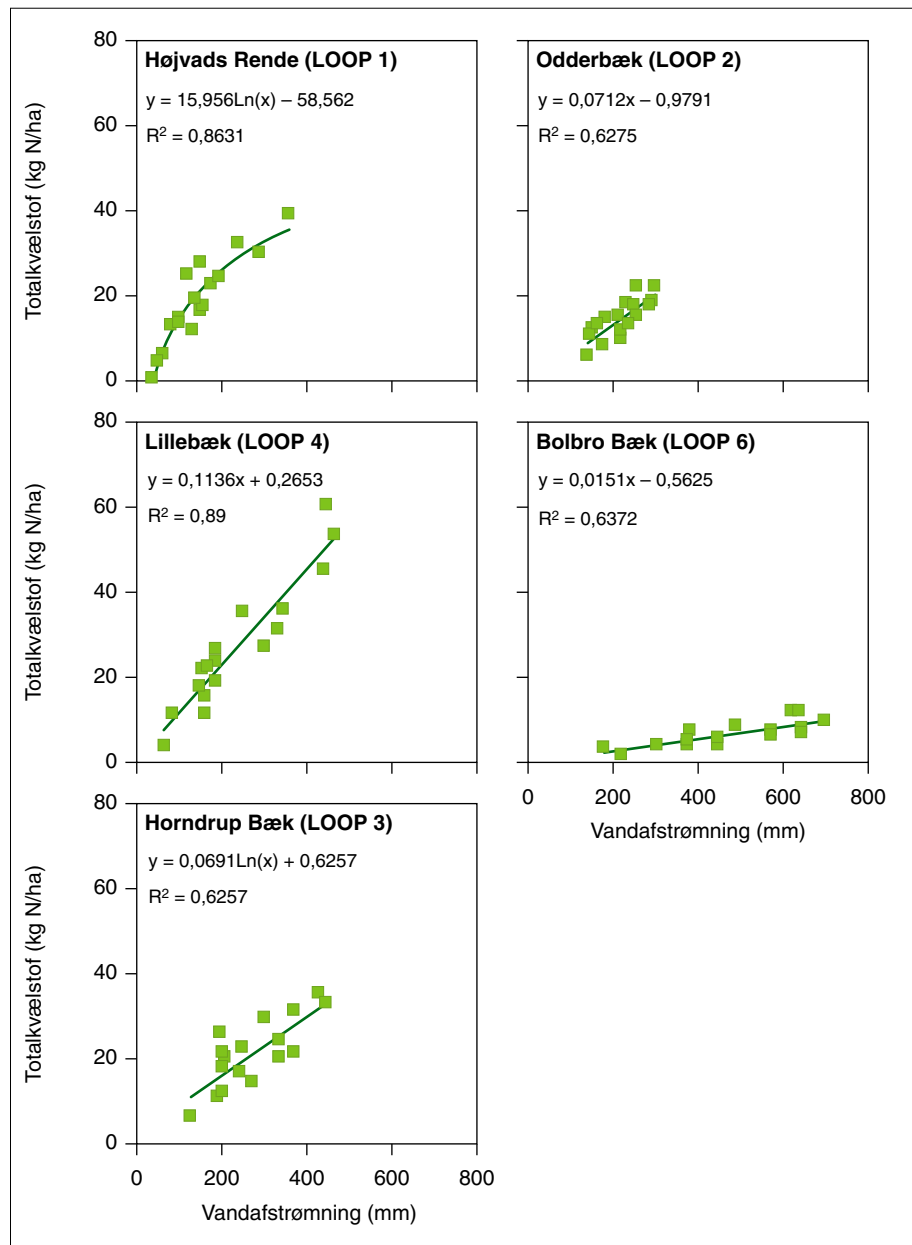 Højvads Rende (LOOP 1)
y = 15,956Ln(x) – 58,562
R² = 0,8631
Totalkvælstof (kg N/ha)
80
60
40
20
0
Odderbæk (LOOP 2)
y = 0,0712x – 0,9791
R² = 0,6275
Lillebæk (LOOP 4)
y = 0,1136x + 0,2653
R² = 0,89
Totalkvælstof (kg N/ha)
80
60
40
20
0
Bolbro Bæk (LOOP 6)
y = 0,0151x – 0,5625
R² = 0,6372
0 200 400 600 800
Vandafstrømning (mm)
Horndrup Bæk (LOOP 3)
y = 0,0691Ln(x) + 0,6257
R² = 0,6257
Totalkvælstof (kg N/ha)
80
60
40
20
0
0 200 400 600 800
Vandafstrømning (mm)